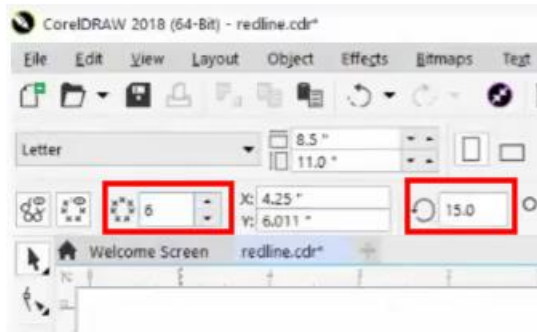 CorelDRAW 2018 (64-Bit) - redline.cdr*
File Edit View Layout Object Effects Bitmaps Text
Letter 8.5 "
11.0 "
6 X: 4.25 " 15.0
Y: 6.011 "
Welcome Screen redline.cdr*